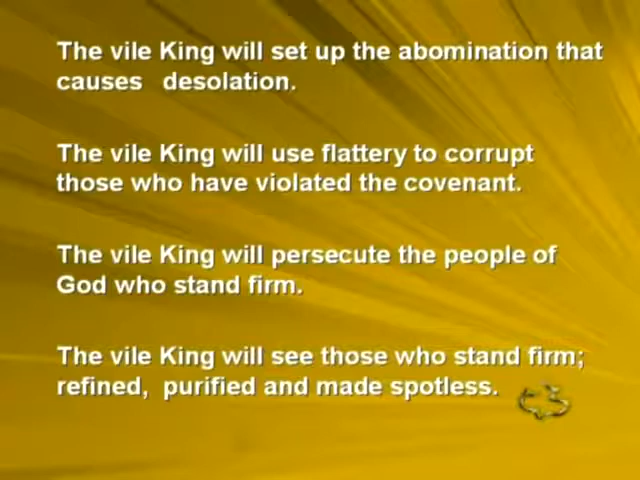 The vile King will set up the abomination that
causes desolation.
The vile King will use flattery to corrupt
those who have violated the covenant.
The vile King will persecute the people of
God who stand firm.
The vile King will see those who stand firm;
refined, purified and made spotless.